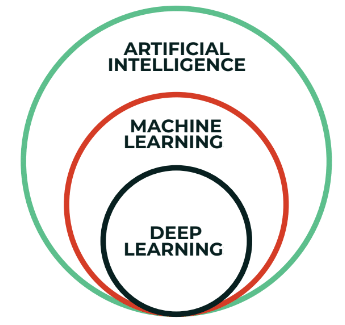 ARTIFICIAL
INTELLIGENCE
MACHINE
LEARNING
DEEP
LEARNING